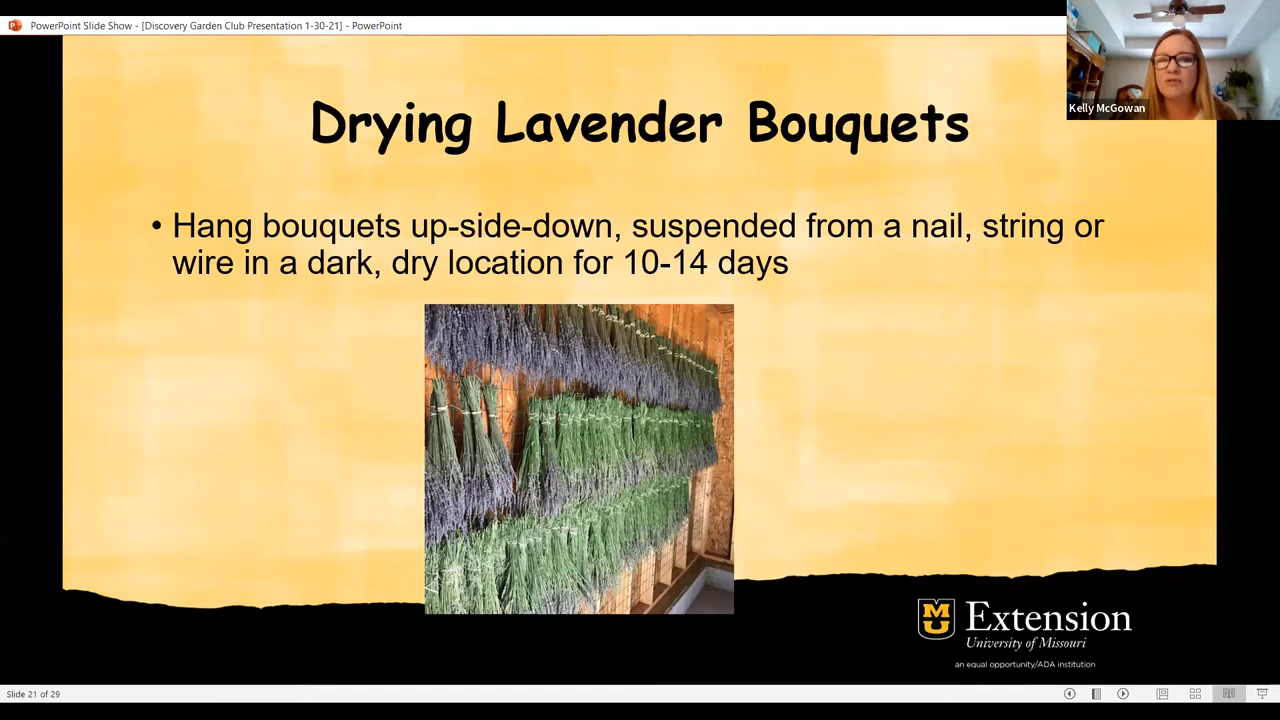 PowerPoint Slide Show - [Discovery Garden Club Presentation 1-30-21] - PowerPoint
Kelly McGowan
Drying Lavender Bouquets
• Hang bouquets up-side-down, suspended from a nail, string or
wire in a dark, dry location for 10-14 days
Extension
University of Missouri
an equal opportunity/ADA institution
Slide 21 of 29